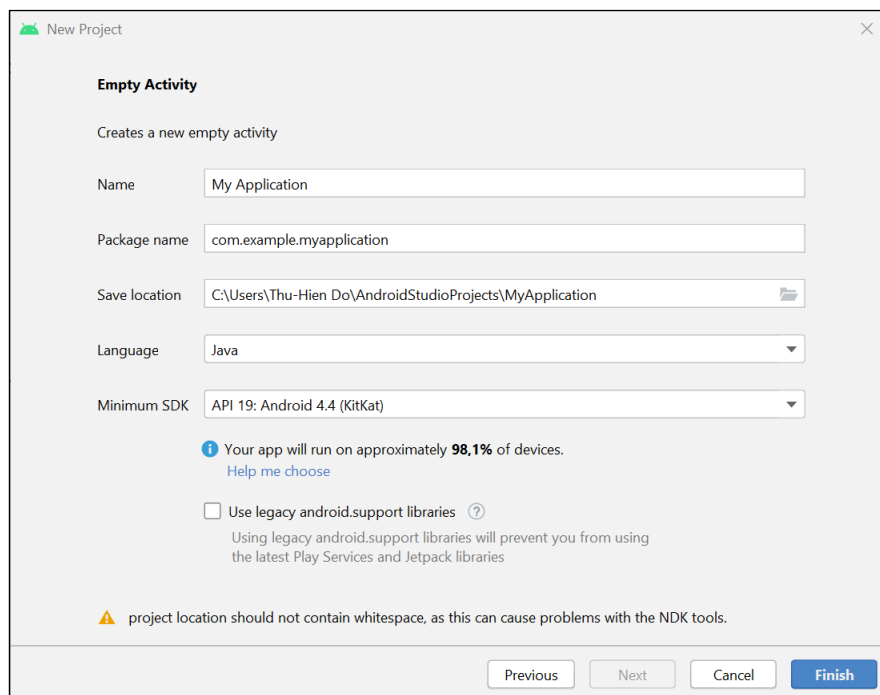 New Project
Empty Activity
Creates a new empty activity
Name My Application
Package name com.example.myapplication
Save location C:\Users\Thu-Hien Do\AndroidStudioProjects\MyApplication
Language Java
Minimum SDK API 19: Android 4.4 (KitKat)
i Your app will run on approximately 98,1% of devices.
Help me choose
Use legacy android.support libraries ?
Using legacy android.support libraries will prevent you from using
the latest Play Services and Jetpack libraries
project location should not contain whitespace, as this can cause problems with the NDK tools.
Previous Next Cancel Finish